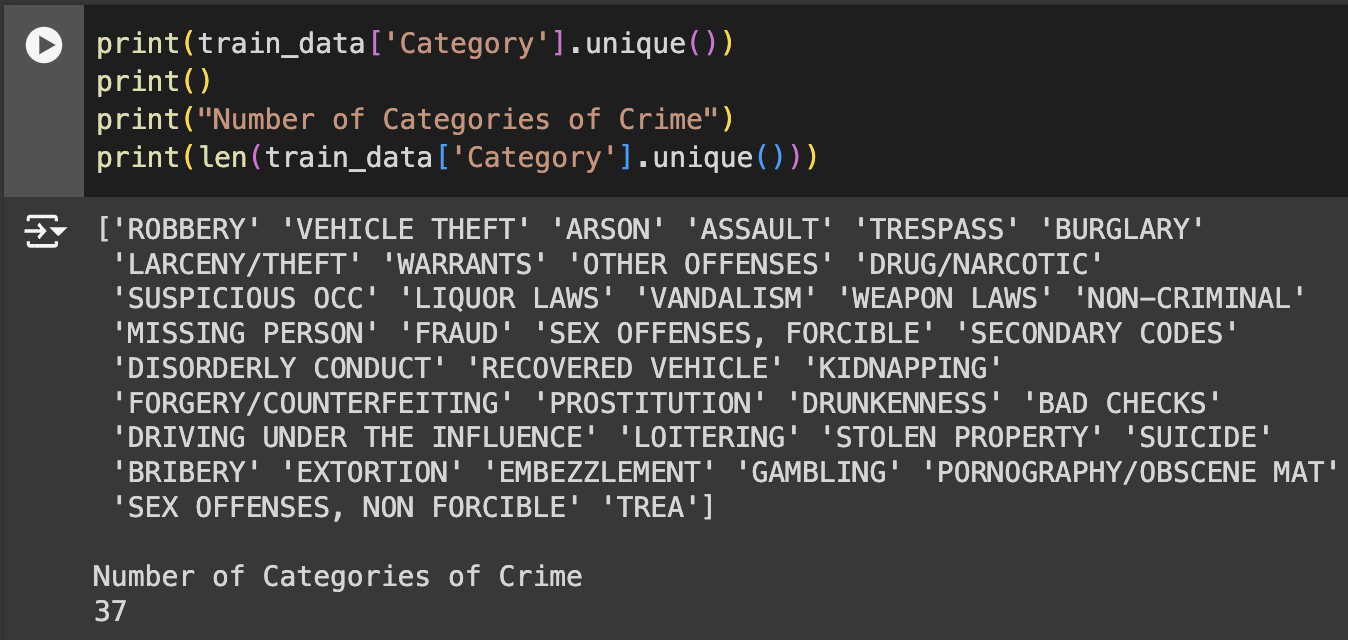 print(train_data['Category'].unique())
print()
print("Number of Categories of Crime")
print(len(train_data['Category'].unique()))
['ROBBERY' 'VEHICLE THEFT' 'ARSON' 'ASSAULT' 'TRESPASS' 'BURGLARY'
 'LARCENY/THEFT' 'WARRANTS' 'OTHER OFFENSES' 'DRUG/NARCOTIC'
 'SUSPICIOUS OCC' 'LIQUOR LAWS' 'VANDALISM' 'WEAPON LAWS' 'NON-CRIMINAL'
 'MISSING PERSON' 'FRAUD' 'SEX OFFENSES, FORCIBLE' 'SECONDARY CODES'
 'DISORDERLY CONDUCT' 'RECOVERED VEHICLE' 'KIDNAPPING'
 'FORGERY/COUNTERFEITING' 'PROSTITUTION' 'DRUNKENNESS' 'BAD CHECKS'
 'DRIVING UNDER THE INFLUENCE' 'LOITERING' 'STOLEN PROPERTY' 'SUICIDE'
 'BRIBERY' 'EXTORTION' 'EMBEZZLEMENT' 'GAMBLING' 'PORNOGRAPHY/OBSCENE MAT'
 'SEX OFFENSES, NON FORCIBLE' 'TREA']
Number of Categories of Crime
37